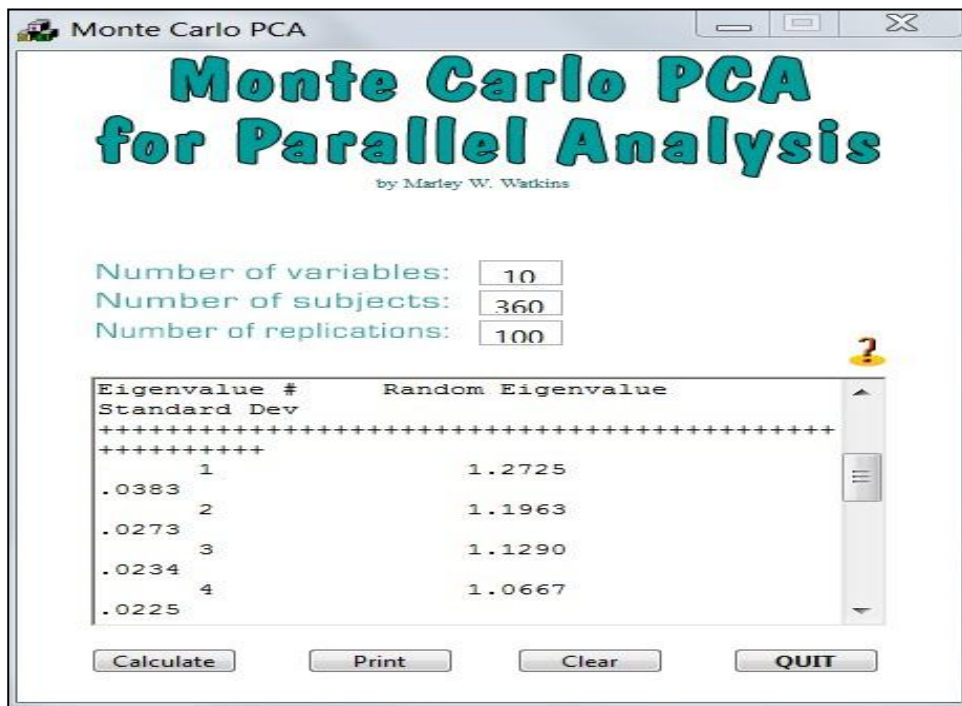 Monte Carlo PCA
Monte Carlo PCA
for Parallel Analysis
by Marley W. Watkins
Number of variables: 10
Number of subjects: 360
Number of replications: 100
?
Eigenvalue # Random Eigenvalue
Standard Dev
++++++++++++++++++++++++++++++++++++++++++++
++++++++++
1 1.2725
.0383
2 1.1963
.0273
3 1.1290
.0234
4 1.0667
.0225
Calculate Print Clear QUIT